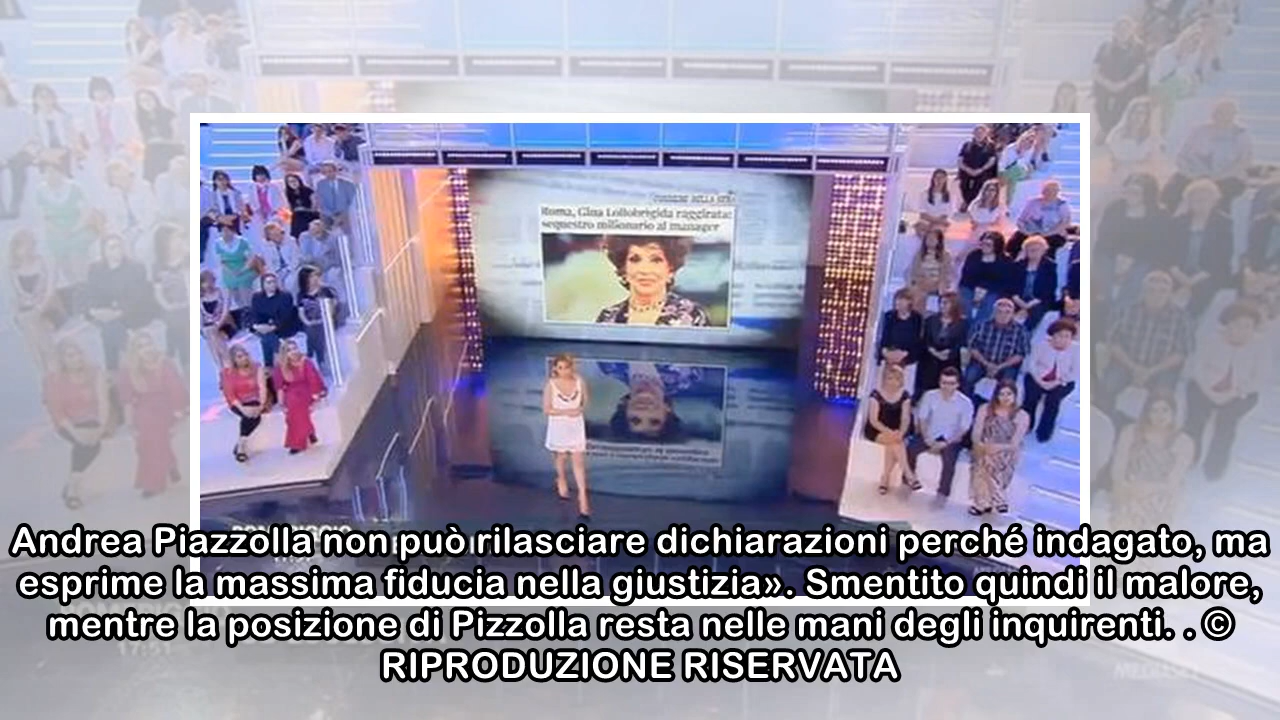 Roma, Gina Lollobrigida raggirata:
sequestro milionario al manager
Andrea Piazzolla non può rilasciare dichiarazioni perché indagato, ma
esprime la massima fiducia nella giustizia». Smentito quindi il malore,
mentre la posizione di Pizzolla resta nelle mani degli inquirenti. . ©
RIPRODUZIONE RISERVATA
17:51